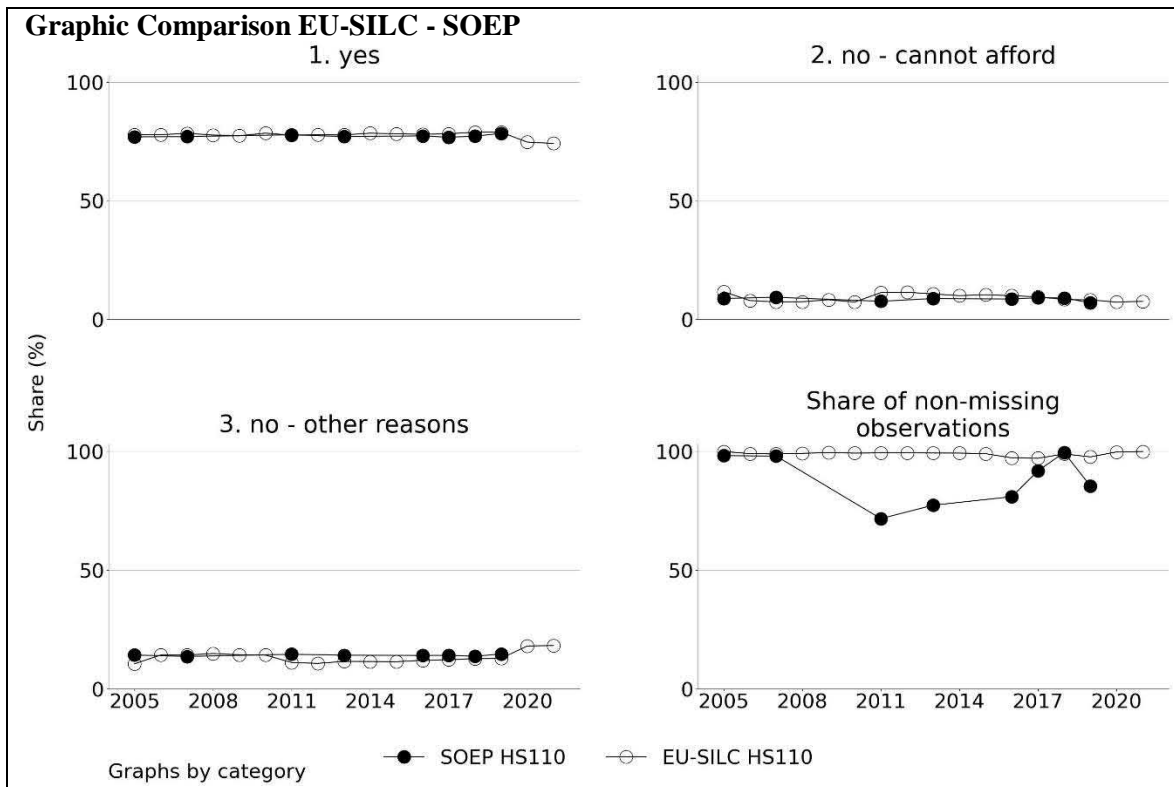 Graphic Comparison EU-SILC - SOEP
1. yes
2. no - cannot afford
100
50
0
100
50
0
Share (%)
3. no - other reasons
Share of non-missing
observations
100
50
0
2005 2008 2011 2014 2017 2020
100
50
0
2005 2008 2011 2014 2017 2020
SOEP HS110 EU-SILC HS110
Graphs by category